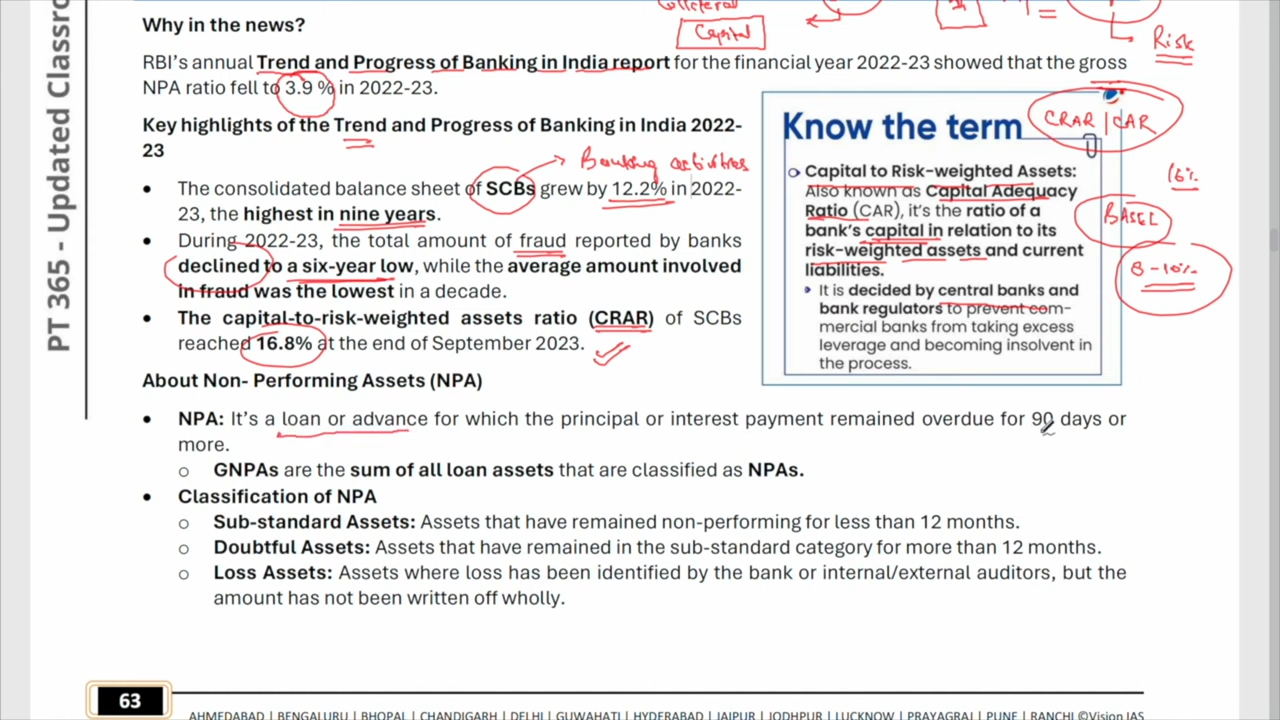 Why in the news?
Capital
Risk
RBI's annual Trend and Progress of Banking in India report for the financial year 2022-23 showed that the gross
NPA ratio fell to 3.9 % in 2022-23.
Key highlights of the Trend and Progress of Banking in India 2022-
23
Banking activities
• The consolidated balance sheet of SCBs grew by 12.2% in 2022-
23, the highest in nine years.
• During 2022-23, the total amount of fraud reported by banks
declined to a six-year low, while the average amount involved
in fraud was the lowest in a decade.
• The capital-to-risk-weighted assets ratio (CRAR) of SCBs
reached 16.8% at the end of September 2023.
Know the term
CRAR | CAR
Capital to Risk-weighted Assets:
Also known as Capital Adequacy
Ratio (CAR), it's the ratio of a
bank's capital in relation to its
risk-weighted assets and current
liabilities.
It is decided by central banks and
bank regulators to prevent com-
mercial banks from taking excess
leverage and becoming insolvent in
the process.
16%
BASEL
8-10%
About Non- Performing Assets (NPA)
• NPA: It's a loan or advance for which the principal or interest payment remained overdue for 90 days or
more.
o GNPAs are the sum of all loan assets that are classified as NPAs.
• Classification of NPA
o Sub-standard Assets: Assets that have remained non-performing for less than 12 months.
o Doubtful Assets: Assets that have remained in the sub-standard category for more than 12 months.
o Loss Assets: Assets where loss has been identified by the bank or internal/external auditors, but the
amount has not been written off wholly.
PT 365 - Updated Classro
63
AHMEDABAD | BENGALURU | BHOPAL | CHANDIGARH | DELHI | GUWAHATI | HYDERABAD | JAIPUR | JODHPUR | LUCKNOW | PRAYAGRAJ | PUNE | RANCHI ©Vision IAS